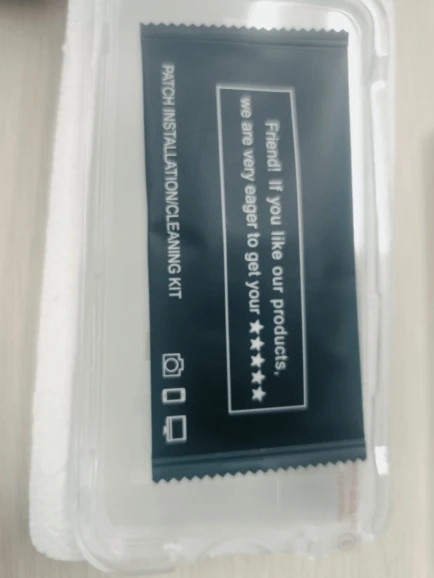 Friend! If you like our products,
we are very eager to get your ★★★★★
PATCH INSTALLATION/CLEANING KIT